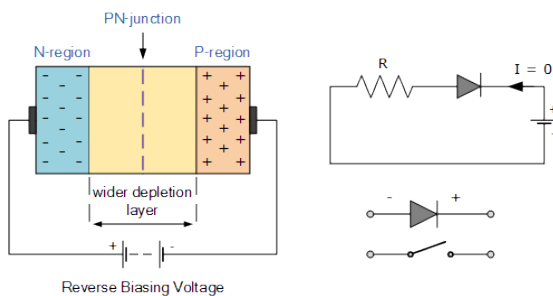 PN-junction
N-region
P-region
wider depletion
layer
+ -
Reverse Biasing Voltage
R
I = 0
+
-
- +